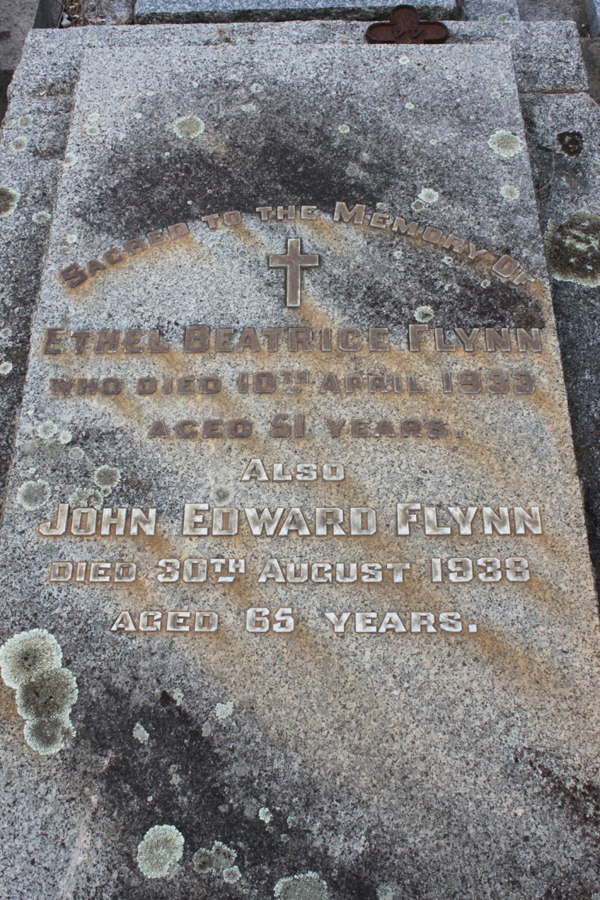 Sacred to the Memory Of.
Ethel Beatrice Flynn
who died 10th April 1933
aged 51 years.
Also
John Edward Flynn
died 30th August 1938
aged 65 years.